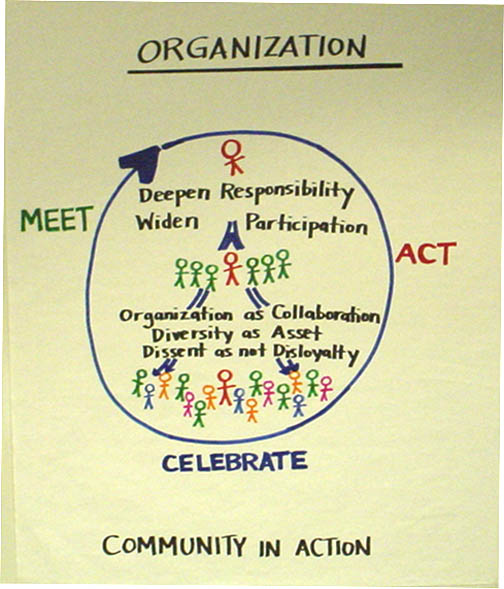 ORGANIZATION
Deepen Responsibility
MEET
Widen Participation
ACT
Organization as Collaboration
Diversity as Asset
Dissent as not Disloyalty
CELEBRATE
COMMUNITY IN ACTION